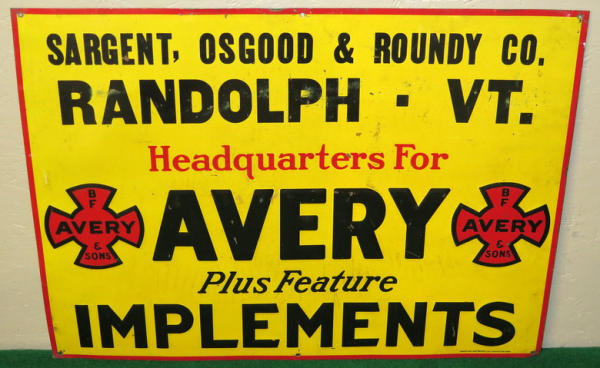 SARGENT, OSGOOD & ROUNDY CO.
RANDOLPH · VT.
Headquarters For
BF
AVERY
& SONS
AVERY
BF
AVERY
& SONS
Plus Feature
IMPLEMENTS